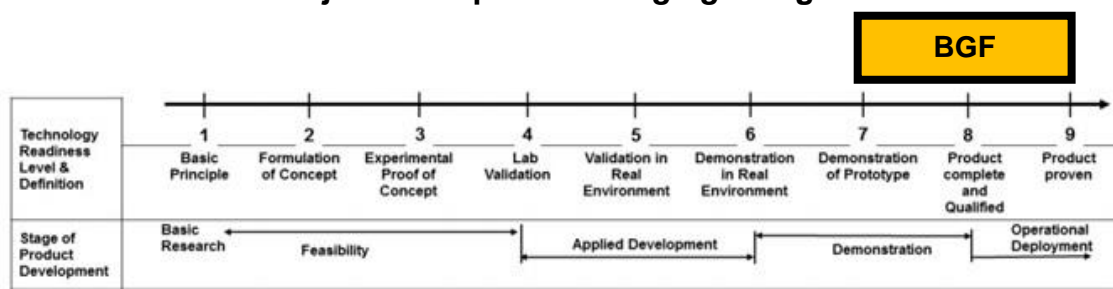 BGF
Technology
Readiness
Level &
Definition
1
Basic
Principle
2
Formulation
of Concept
3
Experimental
Proof of
Concept
4
Lab
Validation
5
Validation in
Real
Environment
6
Demonstration
in Real
Environment
7
Demonstration
of Prototype
8
Product
complete
and
Qualified
9
Product
proven
Stage of
Product
Development
Basic
Research
Feasibility
Applied Development
Demonstration
Operational
Deployment